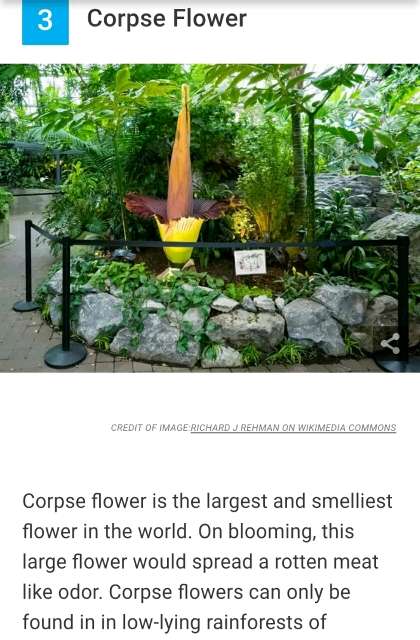 3
Corpse Flower
CREDIT OF IMAGE:RICHARD J REHMAN ON WIKIMEDIA COMMONS
Corpse flower is the largest and smelliest
flower in the world. On blooming, this
large flower would spread a rotten meat
like odor. Corpse flowers can only be
found in in low-lying rainforests of